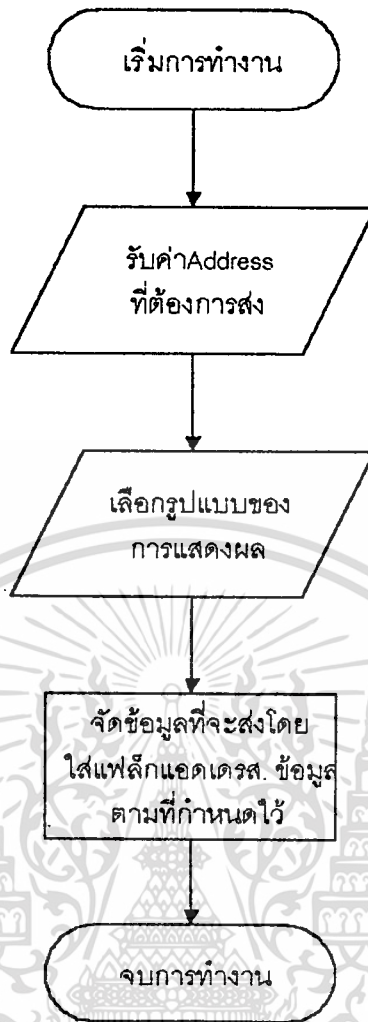 เริ่มการทำงาน
รับค่าAddress
ที่ต้องการส่ง
เลือกรูปแบบของ
การแสดงผล
จัดข้อมูลที่จะส่งโดย
ใส่แฟล็กแอดเดรส. ข้อมูล
ตามที่กำหนดใว้
จบการทำงาน